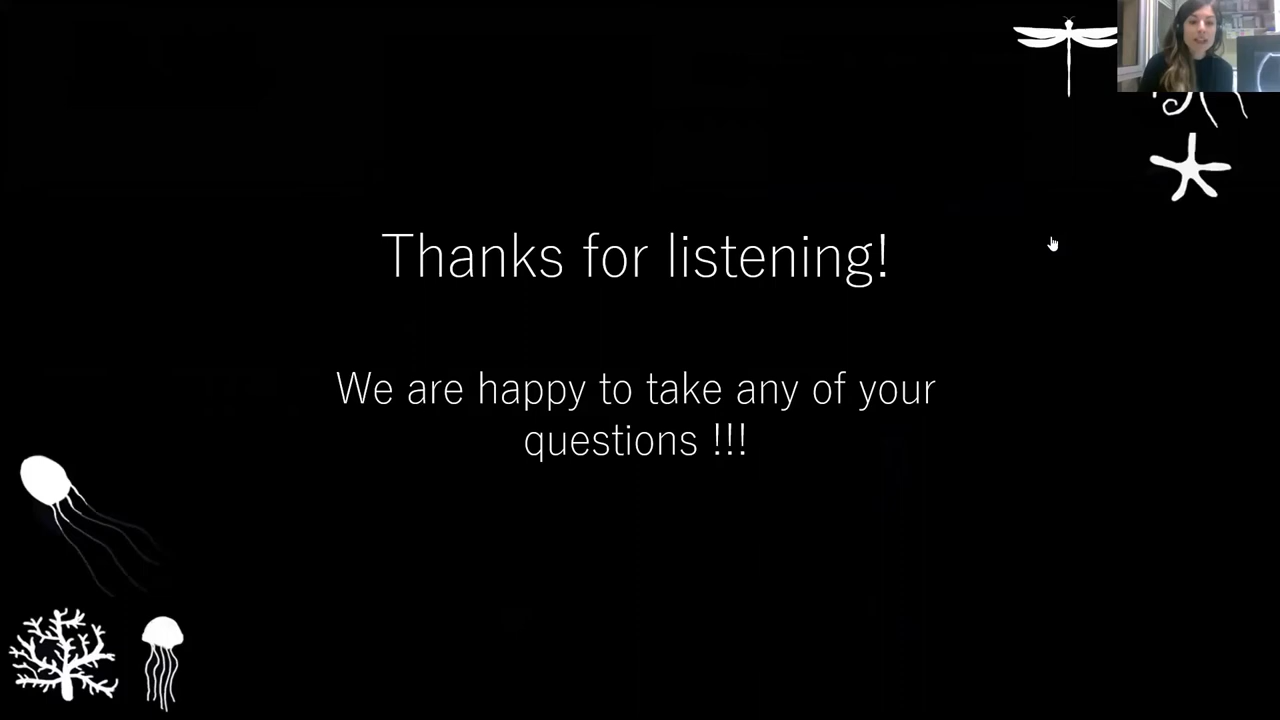 Thanks for listening!
We are happy to take any of your
questions !!!